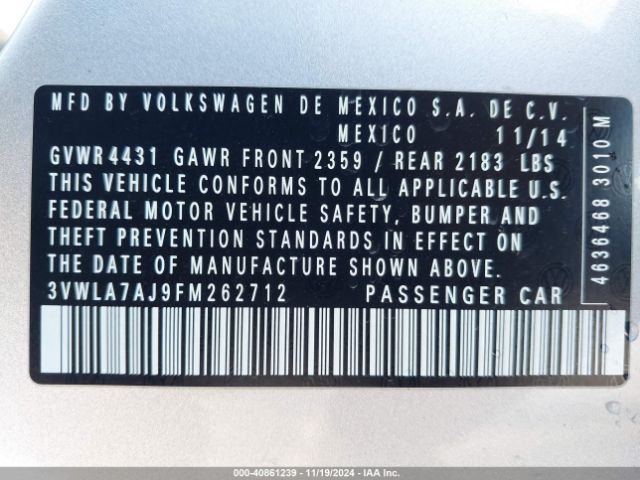 MFD BY VOLKSWAGEN DE MEXICO S.A. DE C.V.
MEXICO 11/14
GVWR 4431 GAWR FRONT 2359 / REAR 2183 LBS
THIS VEHICLE CONFORMS TO ALL APPLICABLE U.S.
FEDERAL MOTOR VEHICLE SAFETY, BUMPER AND
THEFT PREVENTION STANDARDS IN EFFECT ON
THE DATE OF MANUFACTURE SHOWN ABOVE.
3VWLA7AJ9FM262712 PASSENGER CAR
4636468 3010 M
000-40861239 - 11/19/2024 - IAAI.COM